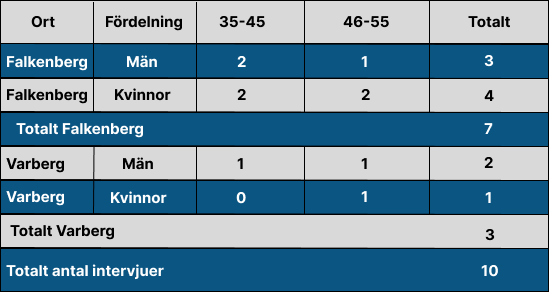 Ort Fördelning 35-45 46-55 Totalt
Falkenberg Män 2 1 3
Falkenberg Kvinnor 2 2 4
Totalt Falkenberg 7
Varberg Män 1 1 2
Varberg Kvinnor 0 1 1
Totalt Varberg 3
Totalt antal intervjuer 10